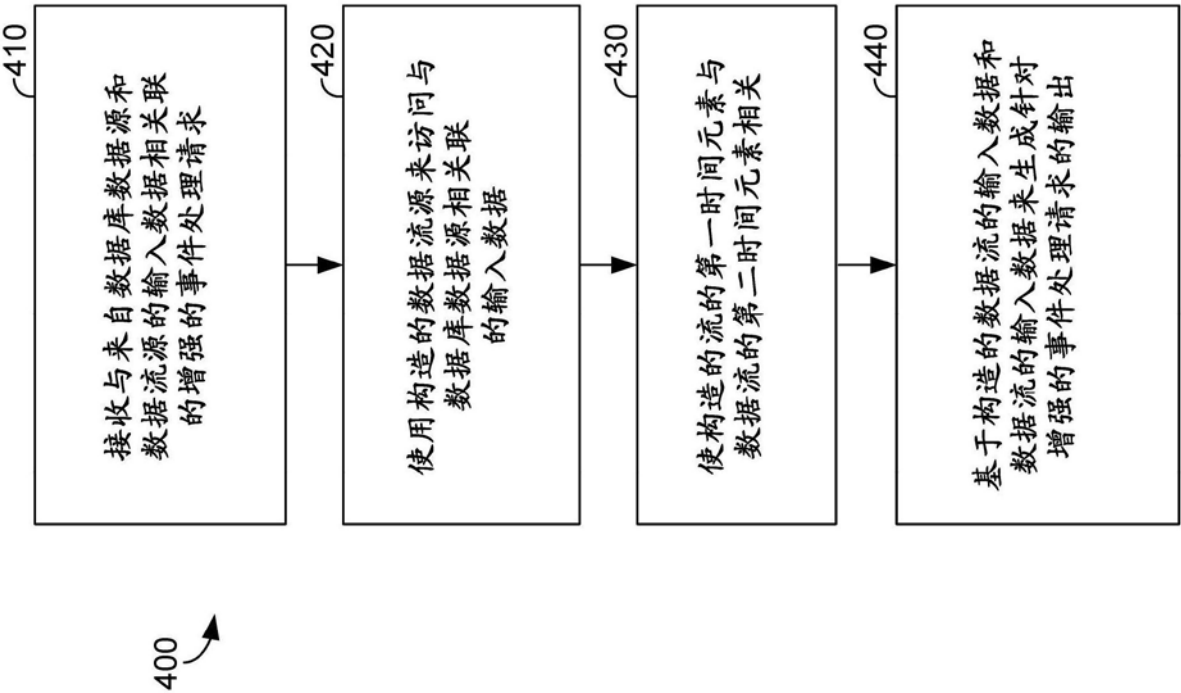 400
410
接收与来自数据库数据源和
数据流源的输入数据相关联
的增强的事件处理请求
420
使用构造的数据流源来访问与
数据库数据源相关联
的输入数据
430
使构造的流的第一时间元素与
数据流的第二时间元素相关
440
基于构造的数据流的输入数据和
数据流的输入数据来生成针对
增强的事件处理请求的输出